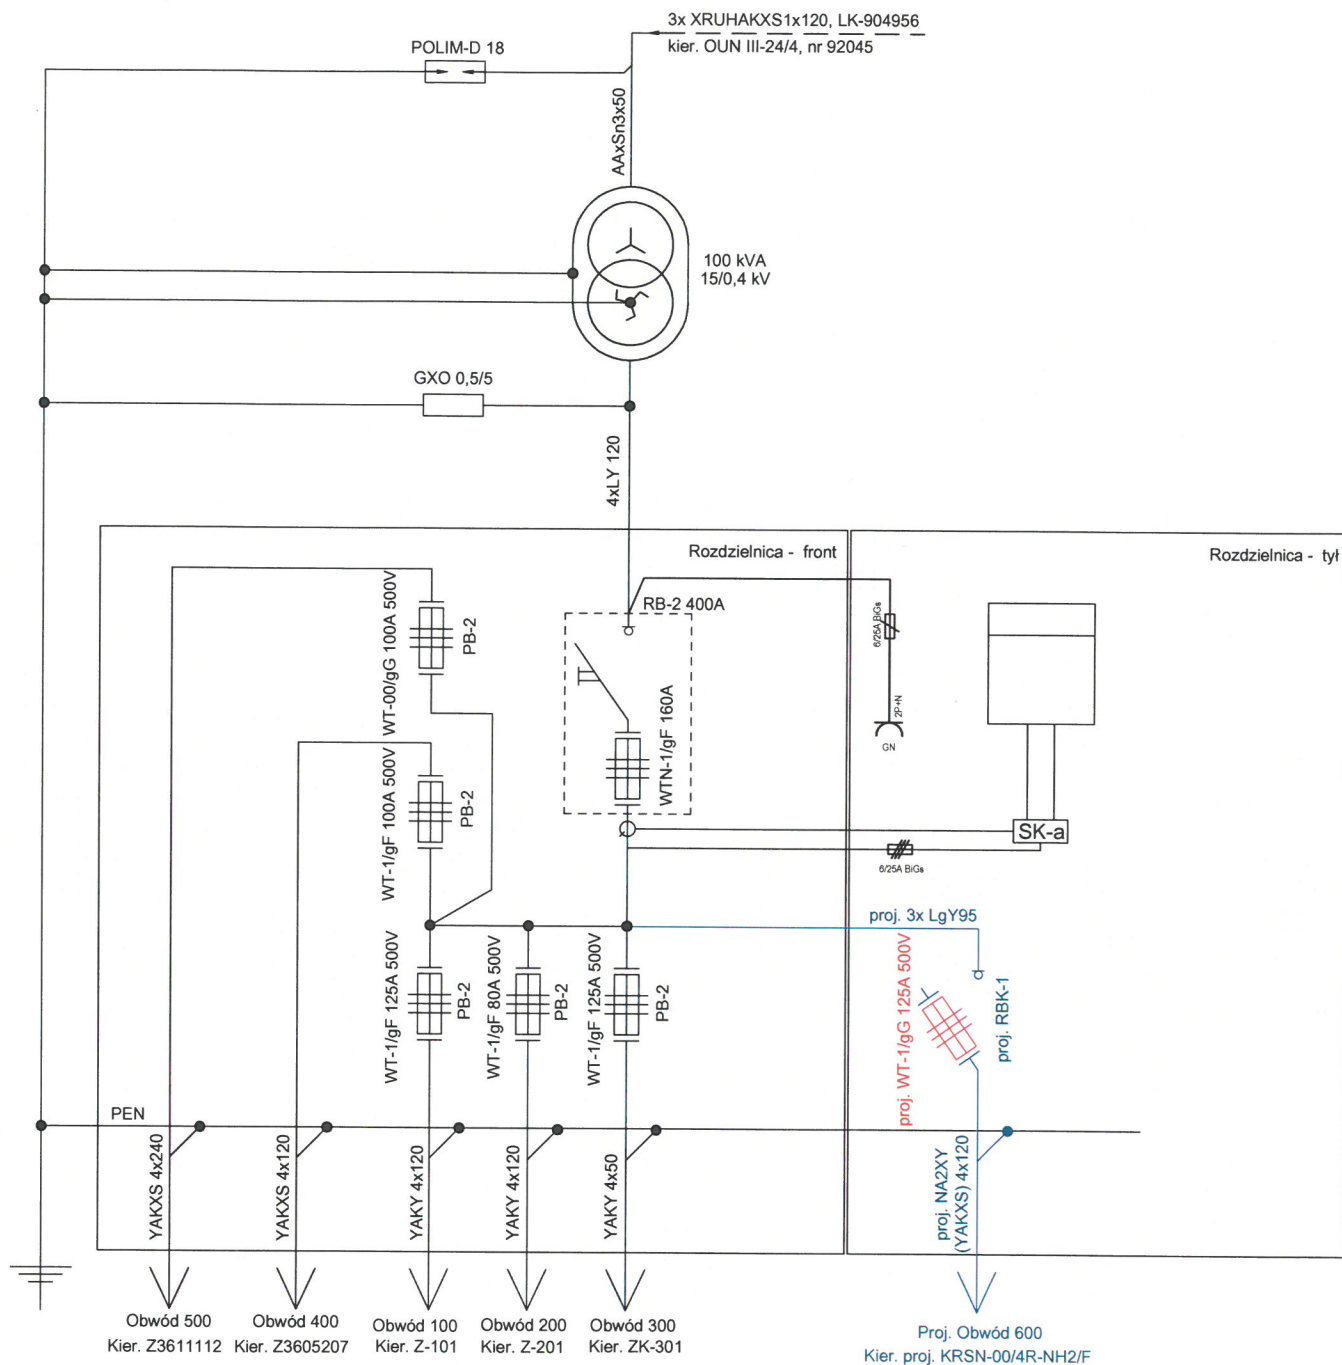 3x XRUHAKXS1x120, LK-904956
kier. OUN III-24/4, nr 92045
POLIM-D 18
AAxSn3x50
100 kVA
15/0,4 kV
GXO 0,5/5
4xLY 120
Rozdzielnica - front
Rozdzielnica - tył
RB-2 400A
WT-00/gG 100A 500V
PB-2
6/25A BiGs
2P+N
GN
WTN-1/gF 160A
WT-1/gF 100A 500V
PB-2
SK-a
6/25A BiGs
proj. 3x LgY95
WT-1/gF 125A 500V
PB-2
WT-1/gF 80A 500V
PB-2
WT-1/gF 125A 500V
PB-2
proj. WT-1/gG 125A 500V
proj. RBK-1
PEN
YAKXS 4x240
YAKXS 4x120
YAKY 4x120
YAKY 4x120
YAKY 4x50
proj. NA2XY
(YAKXS) 4x120
Obwód 500
Kier. Z3611112
Obwód 400
Kier. Z3605207
Obwód 100
Kier. Z-101
Obwód 200
Kier. Z-201
Obwód 300
Kier. ZK-301
Proj. Obwód 600
Kier. proj. KRSN-00/4R-NH2/F